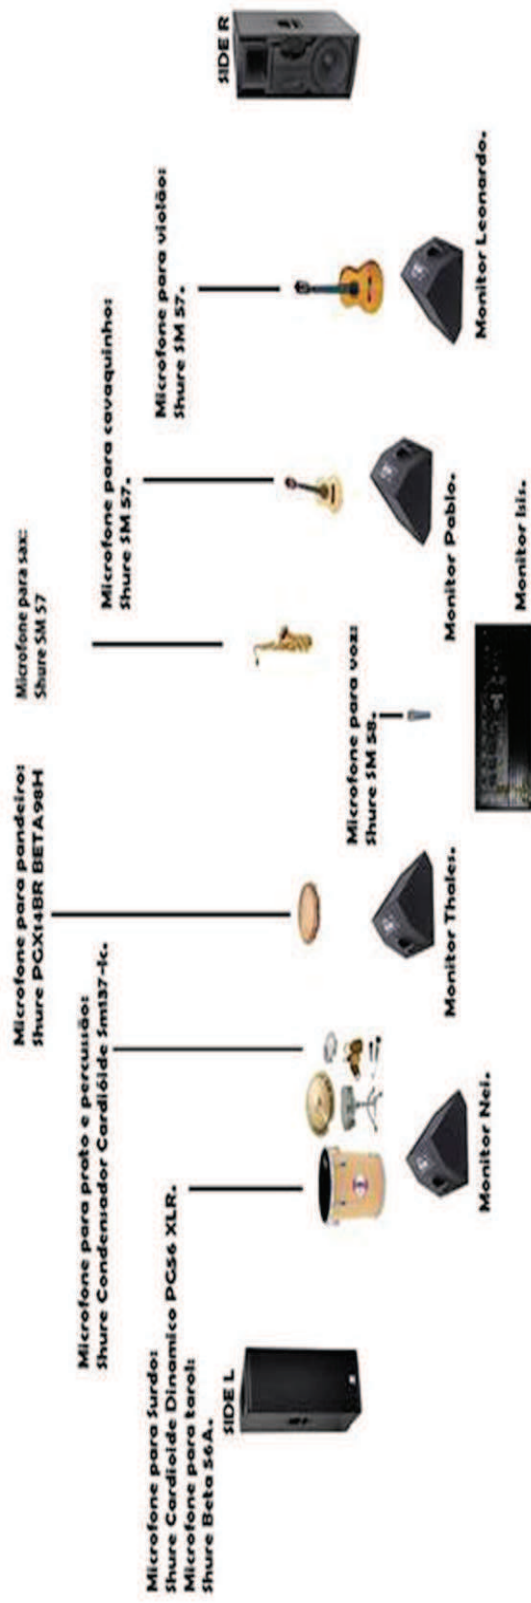 Microfone para Surdo:
Shure Cardioide Dinamico PG56 XLR.
Microfone para tarol:
Shure Beta 56A.
SIDE L
Microfone para prato e percussão:
Shure Condensador Cardióide Sm137-lc.
Microfone para pandeiro:
Shure PGX14BR BETA98H
Microfone para sax:
Shure SM 57
Microfone para cavaquinho:
Shure SM 57.
Microfone para violão:
Shure SM 57.
SIDE R
Microfone para voz:
Shure SM 58.
Monitor Nei.
Monitor Thales.
Monitor Isis.
Monitor Pablo.
Monitor Leonardo.